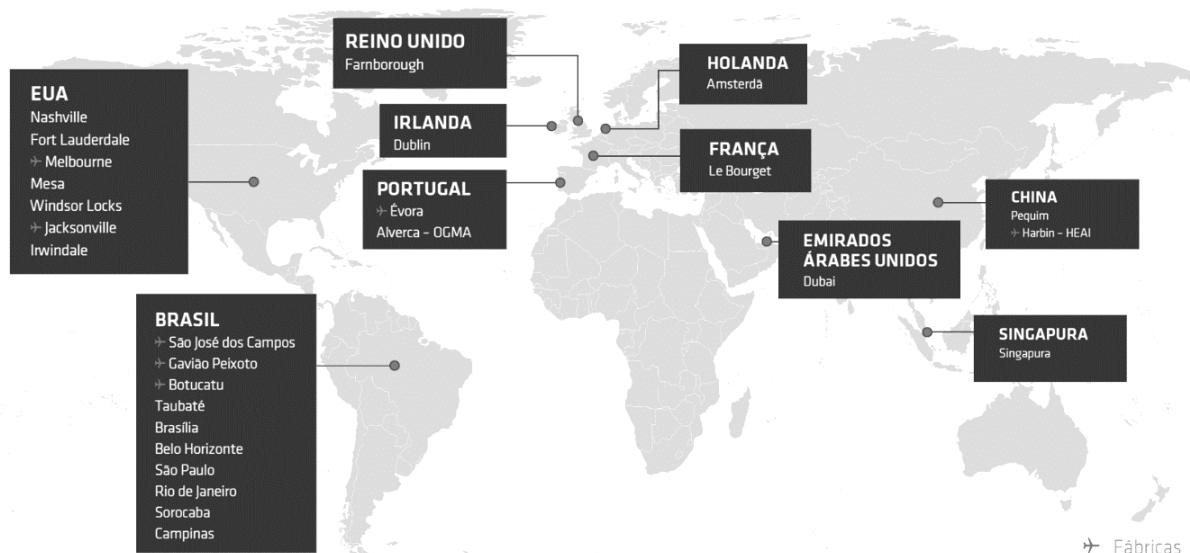 EUA
Nashville
Fort Lauderdale
Melbourne
Mesa
Windsor Locks
Jacksonville
Irwindale
REINO UNIDO
Farnborough
IRLANDA
Dublin
PORTUGAL
Évora
Alverca – OGMA
HOLANDA
Amsterdã
FRANÇA
Le Bourget
EMIRADOS
ÁRABES UNIDOS
Dubai
CHINA
Pequim
Harbin – HEAI
SINGAPURA
Singapura
BRASIL
São José dos Campos
Gavião Peixoto
Botucatu
Taubaté
Brasília
Belo Horizonte
São Paulo
Rio de Janeiro
Sorocaba
Campinas
Fábricas